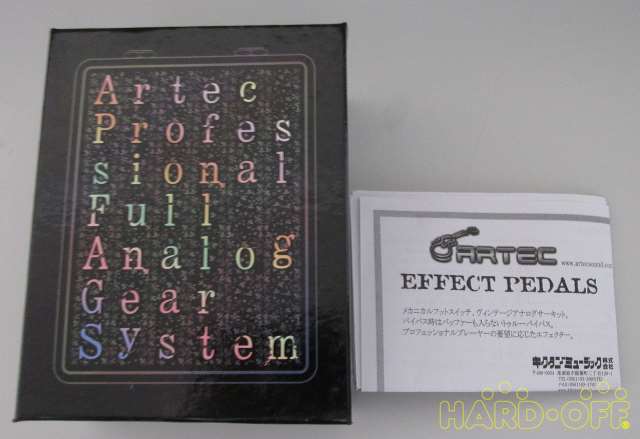 Artec
Profes
sional
Full
Analog
Gear
System
ARTEC
EFFECT PEDALS
メカニカルフットスイッチ、ヴィンテージアナログサーキット、
バイパス時はバッファーも入らないトゥルーバイパス。
プロフェッショナルプレーヤーの要望に応じたエフェクター。
キクタニミュージック株式会社
HARD-OFF